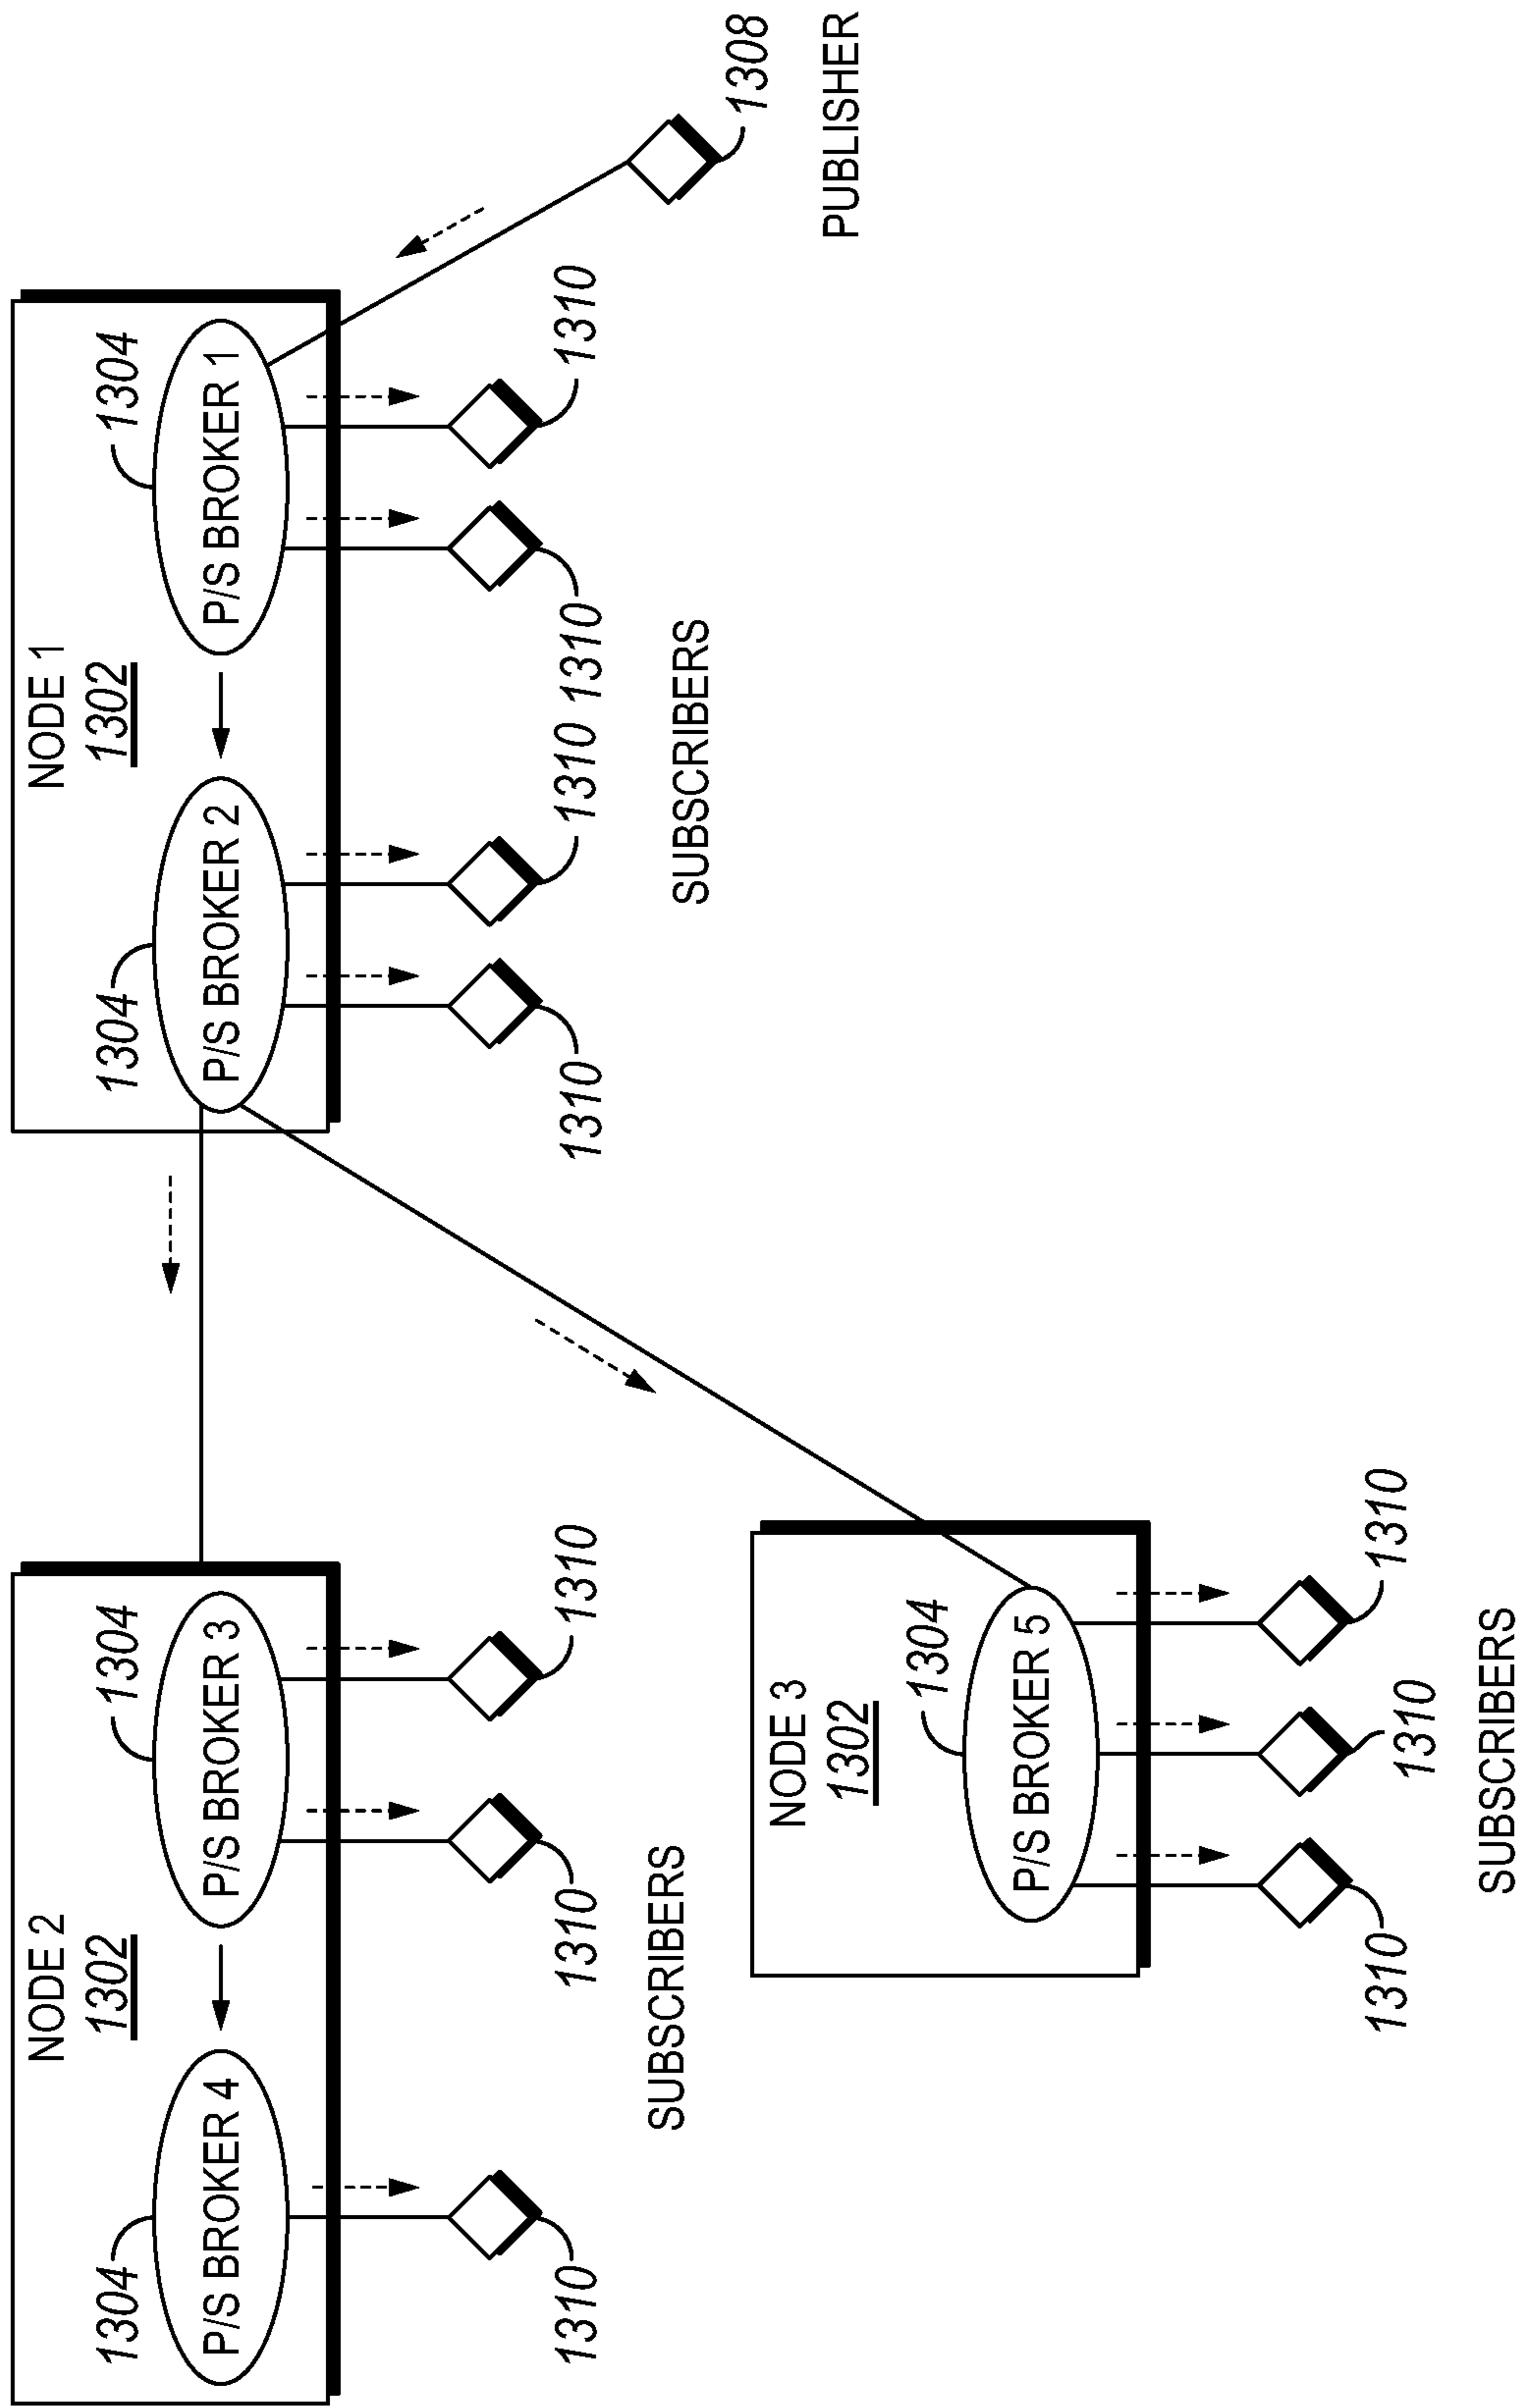 NODE 2
1302
1304
P/S BROKER 4
1304
P/S BROKER 3
1310
1310
1310
SUBSCRIBERS
NODE 1
1302
1304
P/S BROKER 2
1304
P/S BROKER 1
1310
1310
1310
1310
SUBSCRIBERS
1308
PUBLISHER
NODE 3
1302
1304
P/S BROKER 5
1310
1310
1310
SUBSCRIBERS